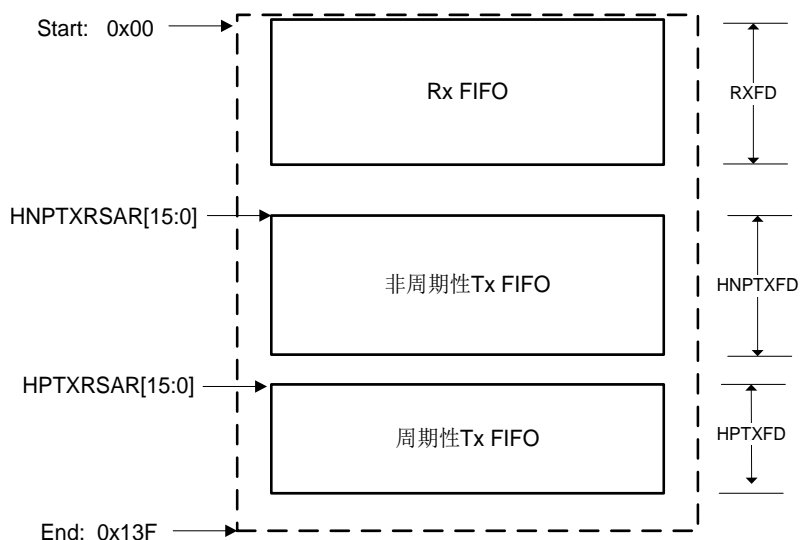 Start: 0x00
Rx FIFO
RXFD
HNPTXRSAR[15:0]
非周期性Tx FIFO
HNPTXFD
HPTXRSAR[15:0]
周期性Tx FIFO
HPTXFD
End: 0x13F